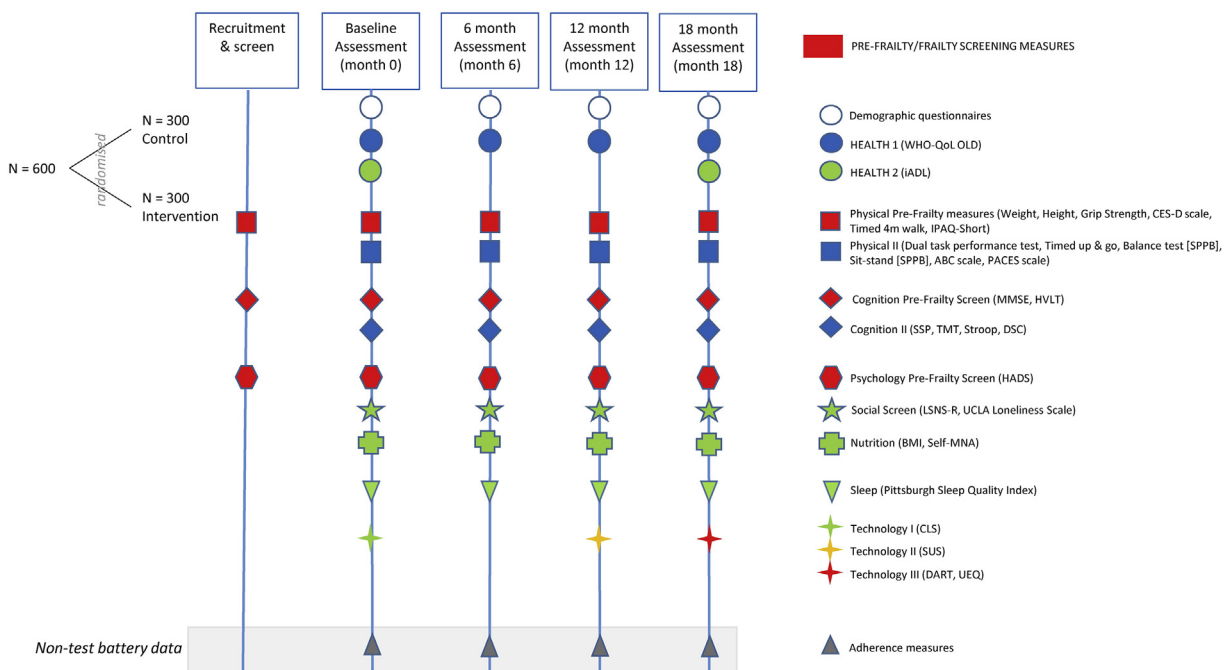 Recruitment
& screen
Baseline
Assessment
(month 0)
6 month
Assessment
(month 6)
12 month
Assessment
(month 12)
18 month
Assessment
(month 18)
N = 600
randomised
N = 300
Control
N = 300
Intervention
PRE-FRAILTY/FRAILTY SCREENING MEASURES
Demographic questionnaires
HEALTH 1 (WHO-QoL OLD)
HEALTH 2 (iADL)
Physical Pre-Frailty measures (Weight, Height, Grip Strength, CES-D scale,
Timed 4m walk, IPAQ-Short)
Physical II (Dual task performance test, Timed up & go, Balance test [SPPB],
Sit-stand [SPPB], ABC scale, PACES scale)
Cognition Pre-Frailty Screen (MMSE, HVLT)
Cognition II (SSP, TMT, Stroop, DSC)
Psychology Pre-Frailty Screen (HADS)
Social Screen (LSNS-R, UCLA Loneliness Scale)
Nutrition (BMI, Self-MNA)
Sleep (Pittsburgh Sleep Quality Index)
Technology I (CLS)
Technology II (SUS)
Technology III (DART, UEQ)
Non-test battery data
Adherence measures